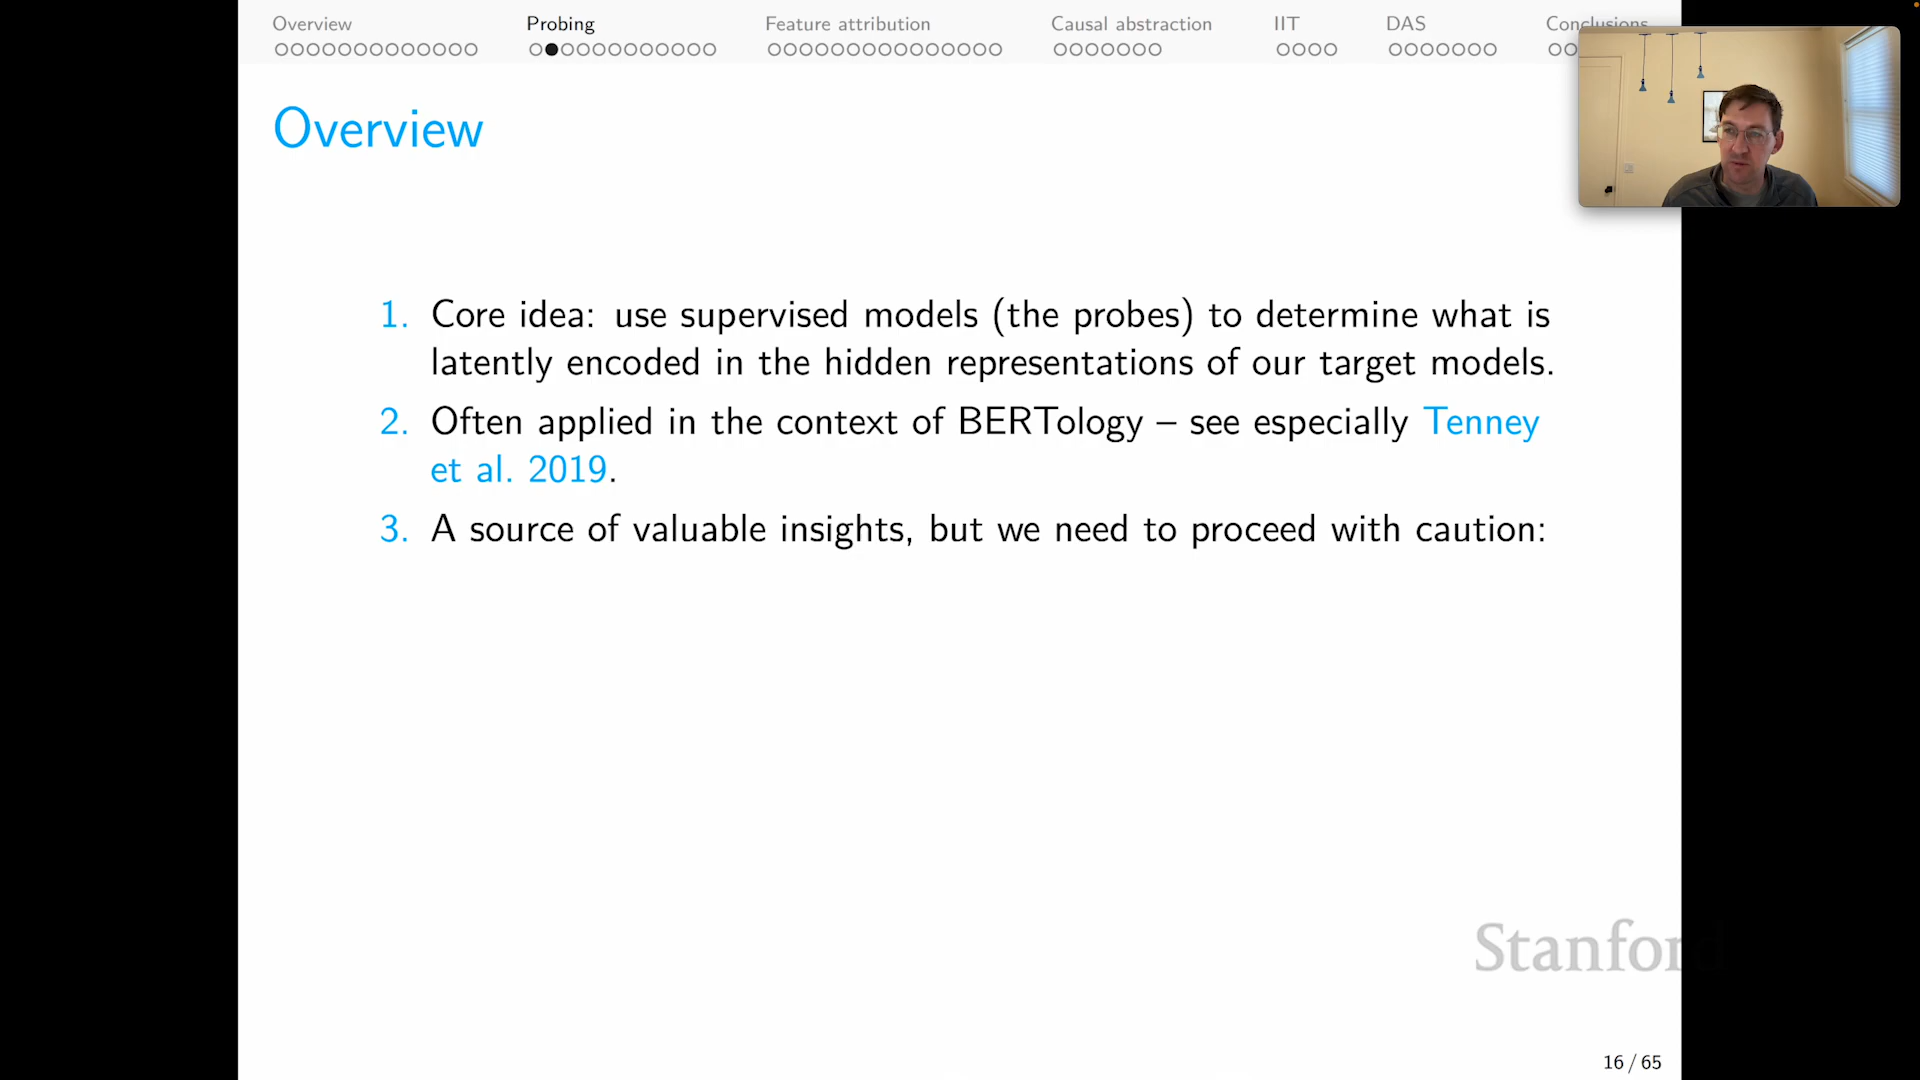 Overview Probing Feature attribution Causal abstraction IIT DAS Conclusions
Overview
1. Core idea: use supervised models (the probes) to determine what is
latently encoded in the hidden representations of our target models.
2. Often applied in the context of BERTology – see especially Tenney
et al. 2019.
3. A source of valuable insights, but we need to proceed with caution:
Stanford
16 / 65